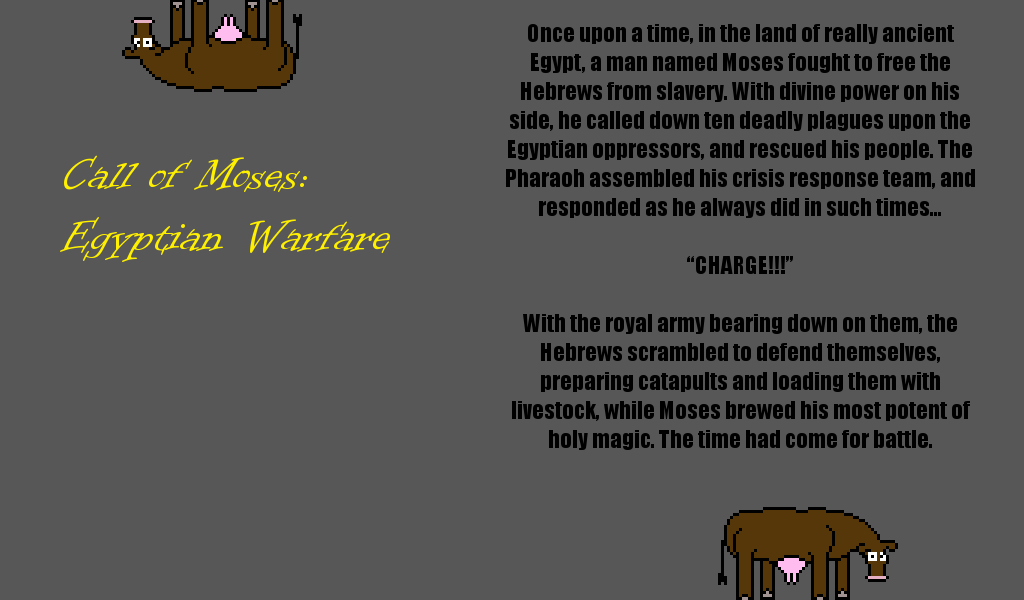 Call of Moses:
Egyptian Warfare
Once upon a time, in the land of really ancient
Egypt, a man named Moses fought to free the
Hebrews from slavery. With divine power on his
side, he called down ten deadly plagues upon the
Egyptian oppressors, and rescued his people. The
Pharaoh assembled his crisis response team, and
responded as he always did in such times...
“CHARGE!!!”
With the royal army bearing down on them, the
Hebrews scrambled to defend themselves,
preparing catapults and loading them with
livestock, while Moses brewed his most potent of
holy magic. The time had come for battle.